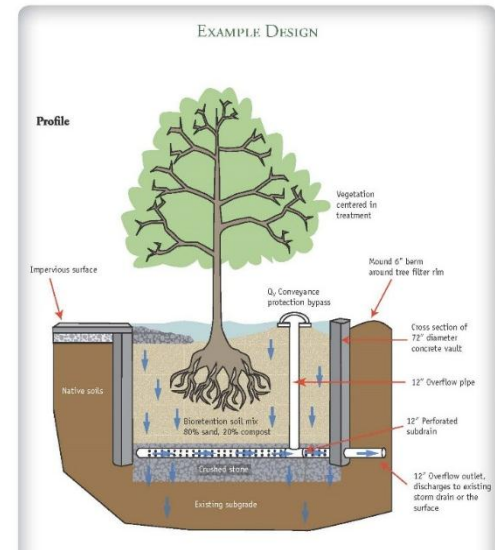 EXAMPLE DESIGN
Profile
Vegetation
centered in
treatment
Impervious surface
Mound 6" berm
around tree filter rim
Qv Conveyance
protection bypass
Cross section of
72" diameter
concrete vault
Native soils
12" Overflow pipe
Bioretention soil mix
80% sand, 20% compost
12" Perforated
subdrain
Crushed stone
12" Overflow outlet,
discharges to existing
storm drain or the
surface
Existing subgrade